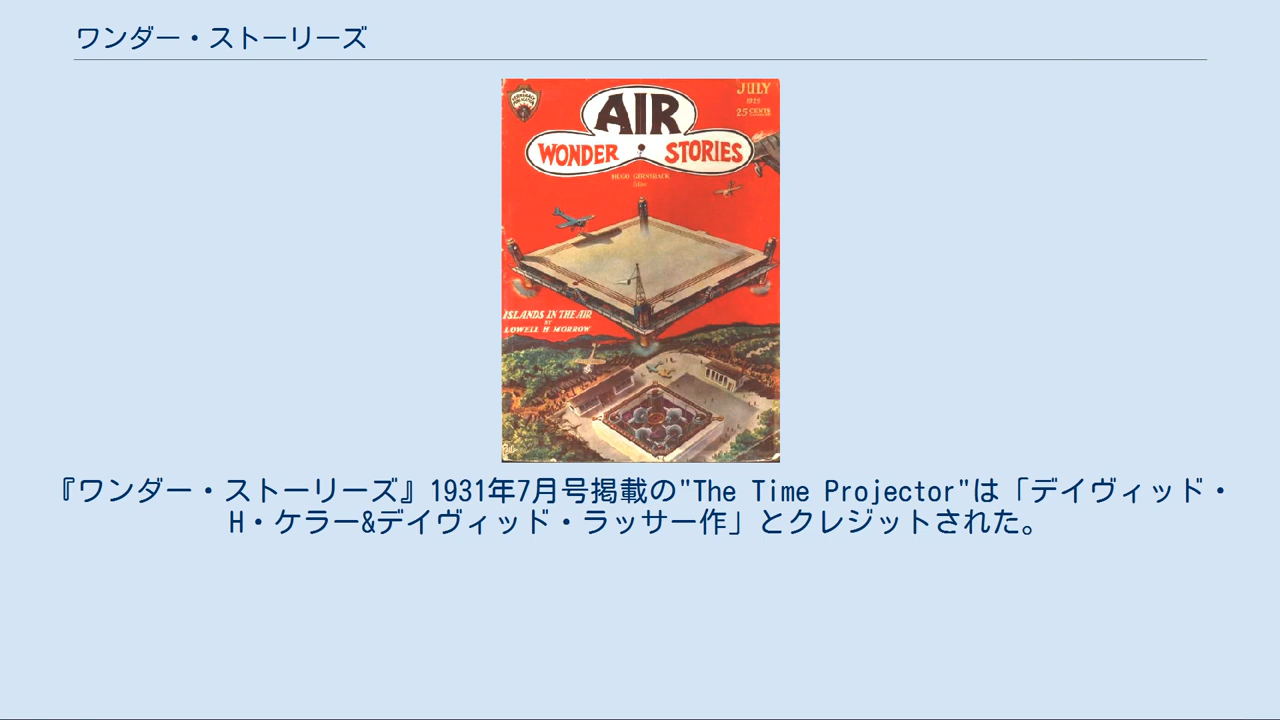 ワンダー・ストーリーズ
JULY
1929
25 CENTS
AIR
WONDER STORIES
HUGO GERNSBACK
Editor
ISLANDS IN THE AIR
BY
LOWELL H MORROW
『ワンダー・ストーリーズ』1931年7月号掲載の"The Time Projector"は「デイヴィッド・
H・ケラー&デイヴィッド・ラッサー作」とクレジットされた。